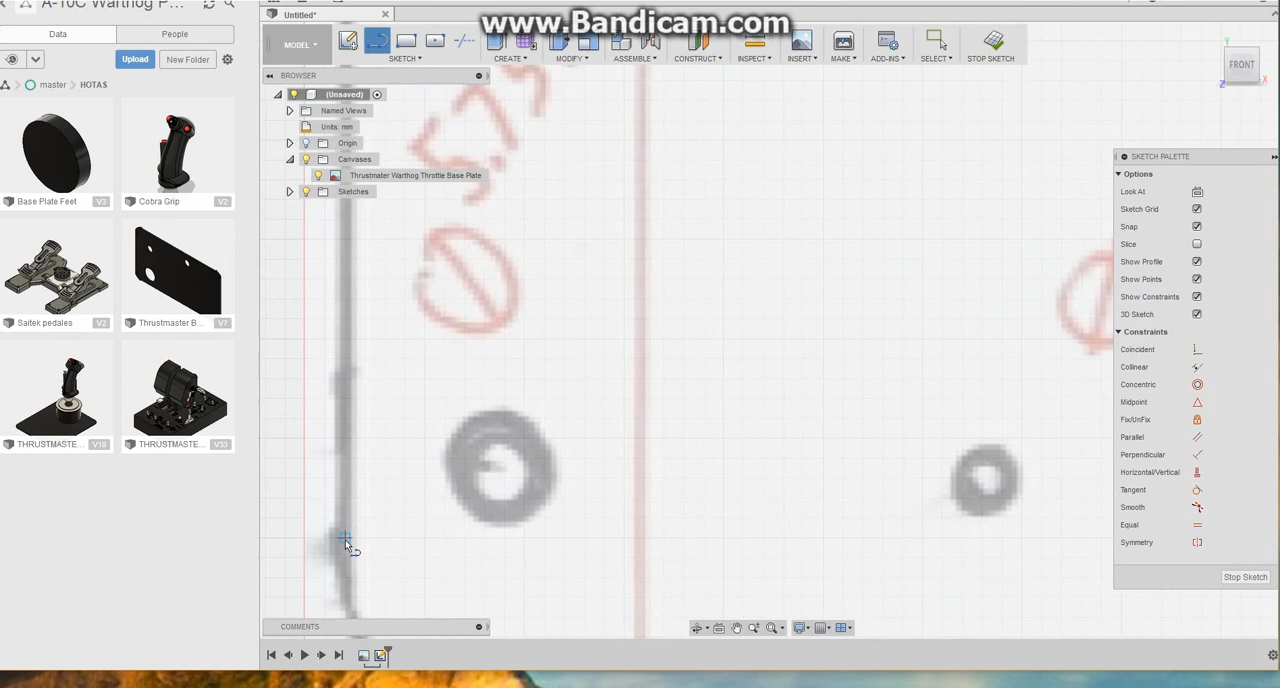 A-10C Warthog P...
Untitled*
www.Bandicam.com
Data
People
Upload
New Folder
master
HOTAS
MODEL
SKETCH
CREATE
MODIFY
ASSEMBLE
CONSTRUCT
INSPECT
INSERT
MAKE
ADD-INS
SELECT
STOP SKETCH
BROWSER
(Unsaved)
Named Views
Units: mm
Origin
Canvases
Thrustmater Warthog Throttle Base Plate
Sketches
Y
FRONT
X
Z
Base Plate Feet
V3
Cobra Grip
V2
Saitek pedales
V2
Thrustmaster B...
V7
THRUSTMASTE...
V18
THRUSTMASTE...
V33
SKETCH PALETTE
Options
Look At
Sketch Grid
Snap
Slice
Show Profile
Show Points
Show Constraints
3D Sketch
Constraints
Coincident
Collinear
Concentric
Midpoint
Fix/UnFix
Parallel
Perpendicular
Horizontal/Vertical
Tangent
Smooth
Equal
Symmetry
Stop Sketch
COMMENTS